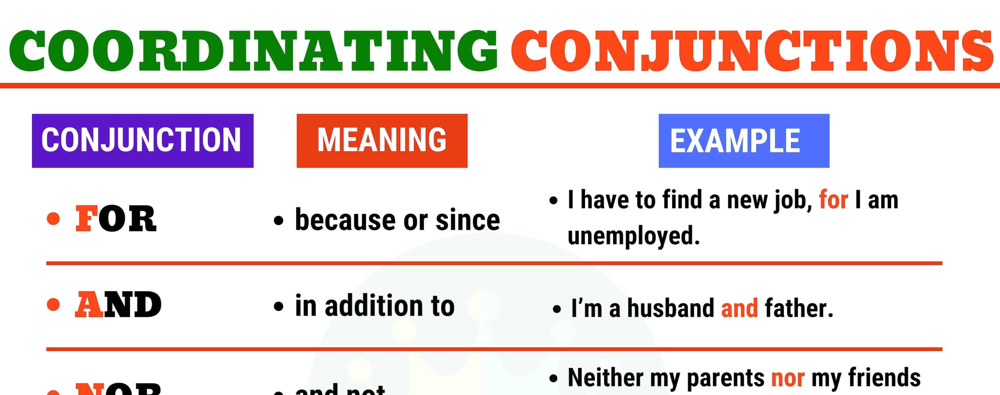 COORDINATING CONJUNCTIONS
CONJUNCTION MEANING EXAMPLE
FOR
because or since
I have to find a new job, for I am
unemployed.
AND
in addition to
I’m a husband and father.
NOR
and not
Neither my parents nor my friends